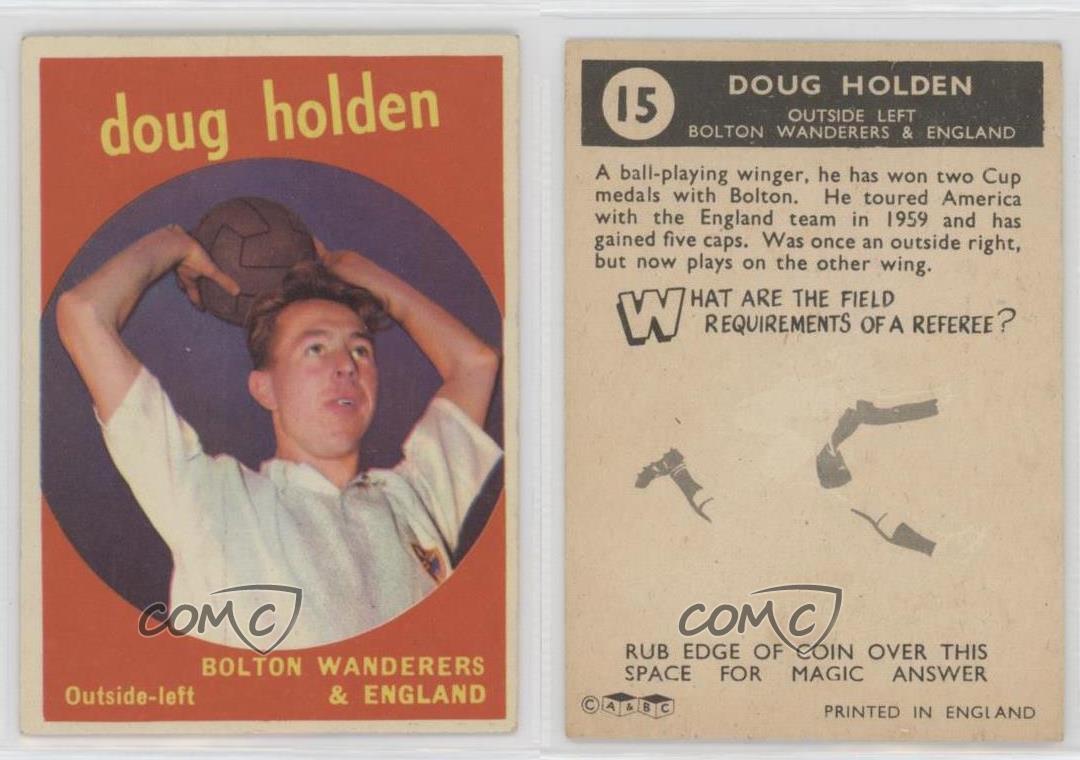 doug holden
BOLTON WANDERERS
& ENGLAND
Outside-left
COMC
15
DOUG HOLDEN
OUTSIDE LEFT
BOLTON WANDERERS & ENGLAND
A ball-playing winger, he has won two Cup
medals with Bolton. He toured America
with the England team in 1959 and has
gained five caps. Was once an outside right,
but now plays on the other wing.
WHAT ARE THE FIELD
REQUIREMENTS OF A REFEREE?
COMC
RUB EDGE OF COIN OVER THIS
SPACE FOR MAGIC ANSWER
© A & BC
PRINTED IN ENGLAND